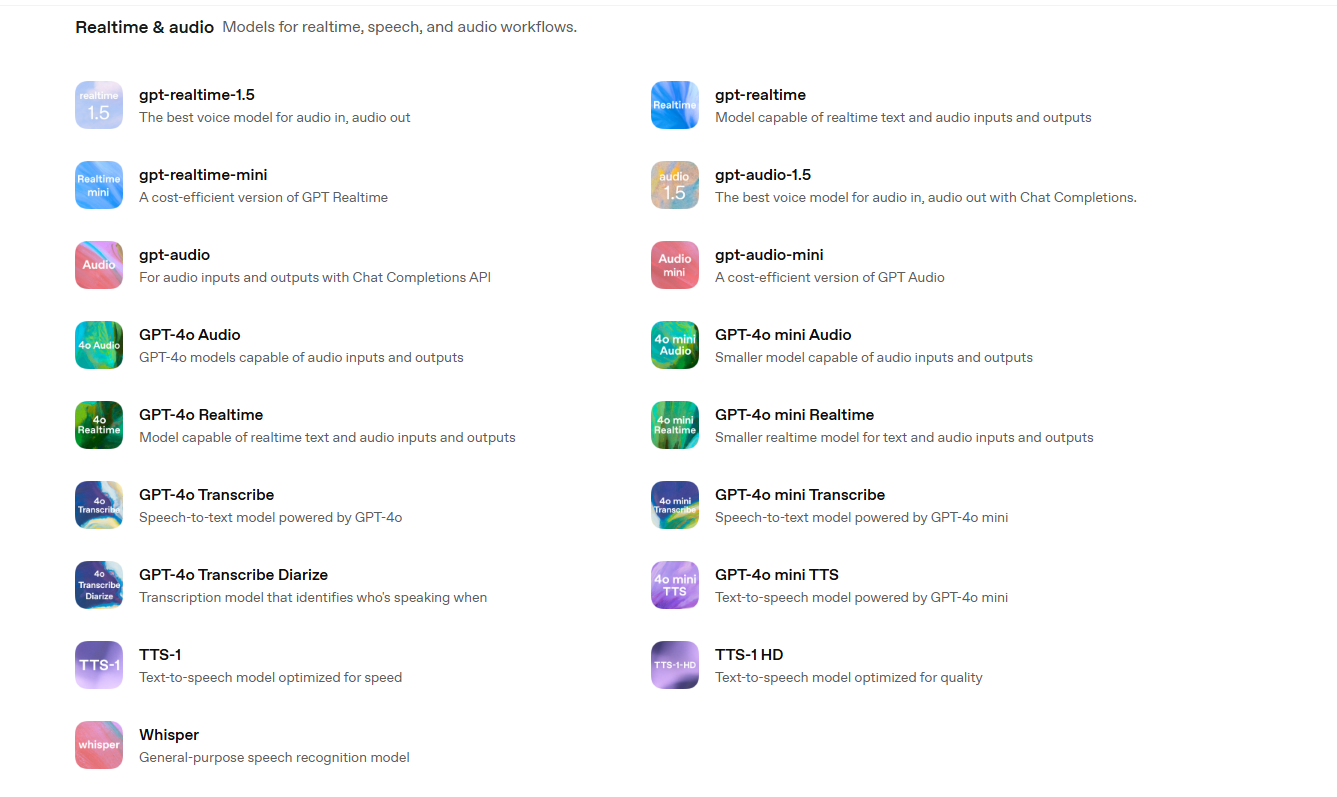 Realtime & audio Models for realtime, speech, and audio workflows.
realtime
1.5
gpt-realtime-1.5
The best voice model for audio in, audio out
Realtime
gpt-realtime
Model capable of realtime text and audio inputs and outputs
Realtime
mini
gpt-realtime-mini
A cost-efficient version of GPT Realtime
audio
1.5
gpt-audio-1.5
The best voice model for audio in, audio out with Chat Completions.
Audio
gpt-audio
For audio inputs and outputs with Chat Completions API
Audio
mini
gpt-audio-mini
A cost-efficient version of GPT Audio
4o Audio
GPT-4o Audio
GPT-4o models capable of audio inputs and outputs
4o mini
Audio
GPT-4o mini Audio
Smaller model capable of audio inputs and outputs
4o
Realtime
GPT-4o Realtime
Model capable of realtime text and audio inputs and outputs
4o mini
Realtime
GPT-4o mini Realtime
Smaller realtime model for text and audio inputs and outputs
4o
Transcribe
GPT-4o Transcribe
Speech-to-text model powered by GPT-4o
4o mini
Transcribe
GPT-4o mini Transcribe
Speech-to-text model powered by GPT-4o mini
4o
Transcribe
Diarize
GPT-4o Transcribe Diarize
Transcription model that identifies who's speaking when
4o mini
TTS
GPT-4o mini TTS
Text-to-speech model powered by GPT-4o mini
TTS-1
TTS-1
Text-to-speech model optimized for speed
TTS-1-HD
TTS-1 HD
Text-to-speech model optimized for quality
whisper
Whisper
General-purpose speech recognition model